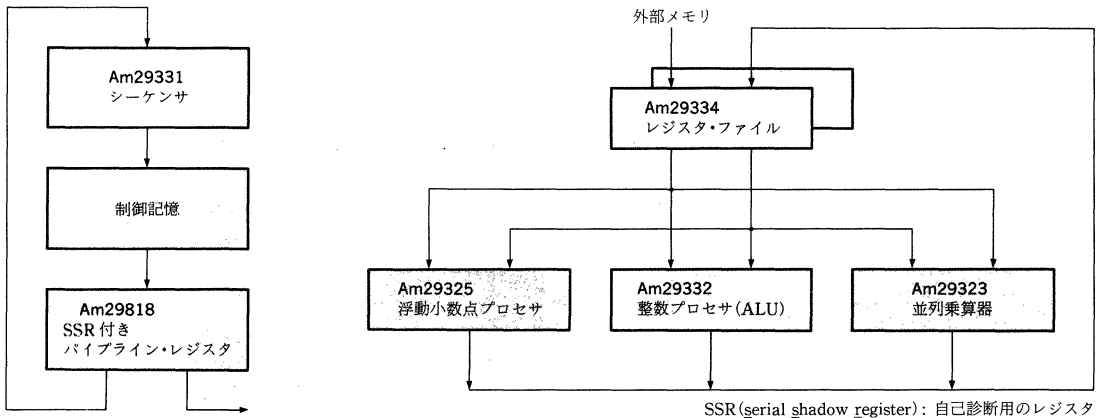 Am29331
シーケンサ
制御記憶
Am29818
SSR付き
パイプライン・レジスタ
外部メモリ
Am29334
レジスタ・ファイル
Am29325
浮動小数点プロセサ
Am29332
整数プロセサ(ALU)
Am29323
並列乗算器
SSR(serial shadow register): 自己診断用のレジスタ